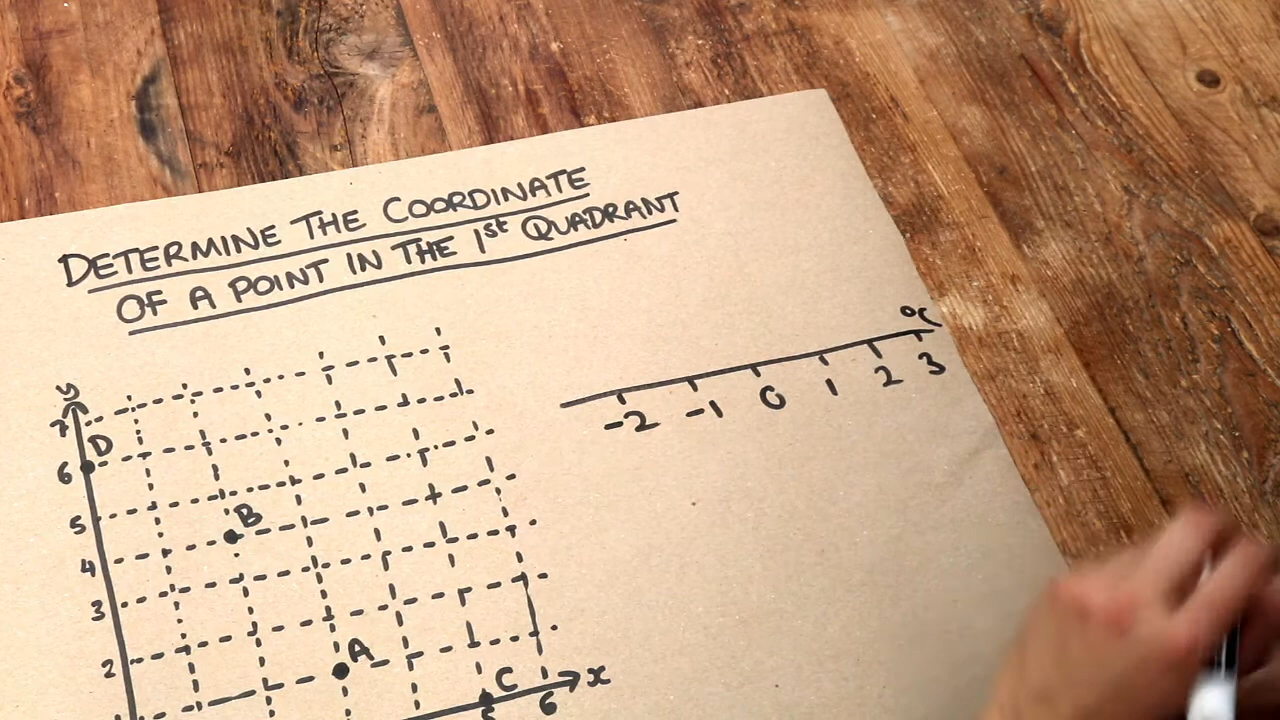 DETERMINE THE COORDINATE
OF A POINT IN THE 1st QUADRANT
°C
-2 -1 0 1 2 3
y
7
D
6
B
5
4
3
A
2
C
x
5 6